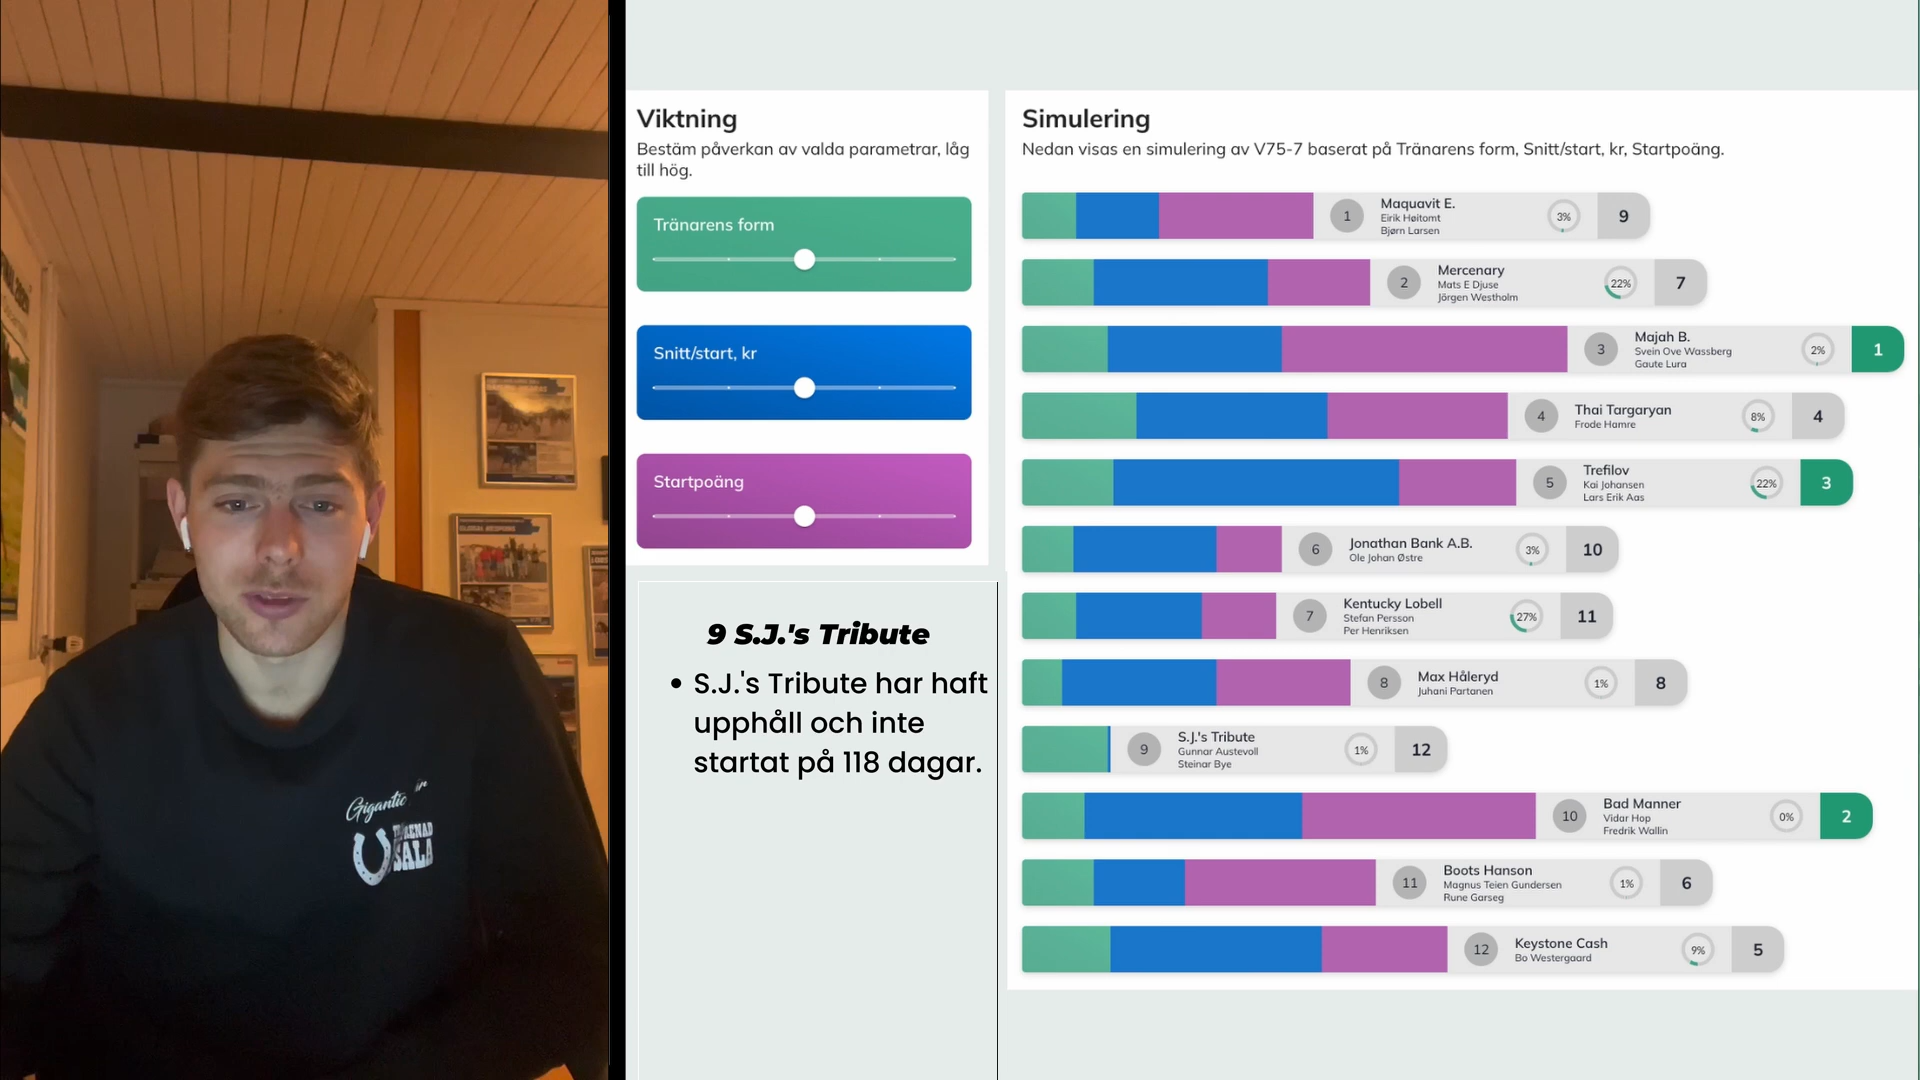 Viktning
Bestäm påverkan av valda parametrar, låg
till hög.
Tränarens form
Snitt/start, kr
Startpoäng
9 S.J.'s Tribute
• S.J.'s Tribute har haft
upphåll och inte
startat på 118 dagar.
Simulering
Nedan visas en simulering av V75-7 baserat på Tränarens form, Snitt/start, kr, Startpoäng.
1 Maquavit E. 3% 9
Eirik Høitomt
Bjørn Larsen
2 Mercenary 22% 7
Mats E Djuse
Jörgen Westholm
3 Majah B. 2% 1
Svein Ove Wassberg
Gaute Lura
4 Thai Targaryan 8% 4
Frode Hamre
5 Trefilov 22% 3
Kai Johansen
Lars Erik Aas
6 Jonathan Bank A.B. 3% 10
Ole Johan Østre
7 Kentucky Lobell 27% 11
Stefan Persson
Per Henriksen
8 Max Håleryd 1% 8
Juhani Partanen
9 S.J.'s Tribute 1% 12
Gunnar Austevoll
Steinar Bye
10 Bad Manner 0% 2
Vidar Hop
Fredrik Wallin
11 Boots Hanson 1% 6
Magnus Teien Gundersen
Rune Garseg
12 Keystone Cash 9% 5
Bo Westergaard
Gigantic
SALA